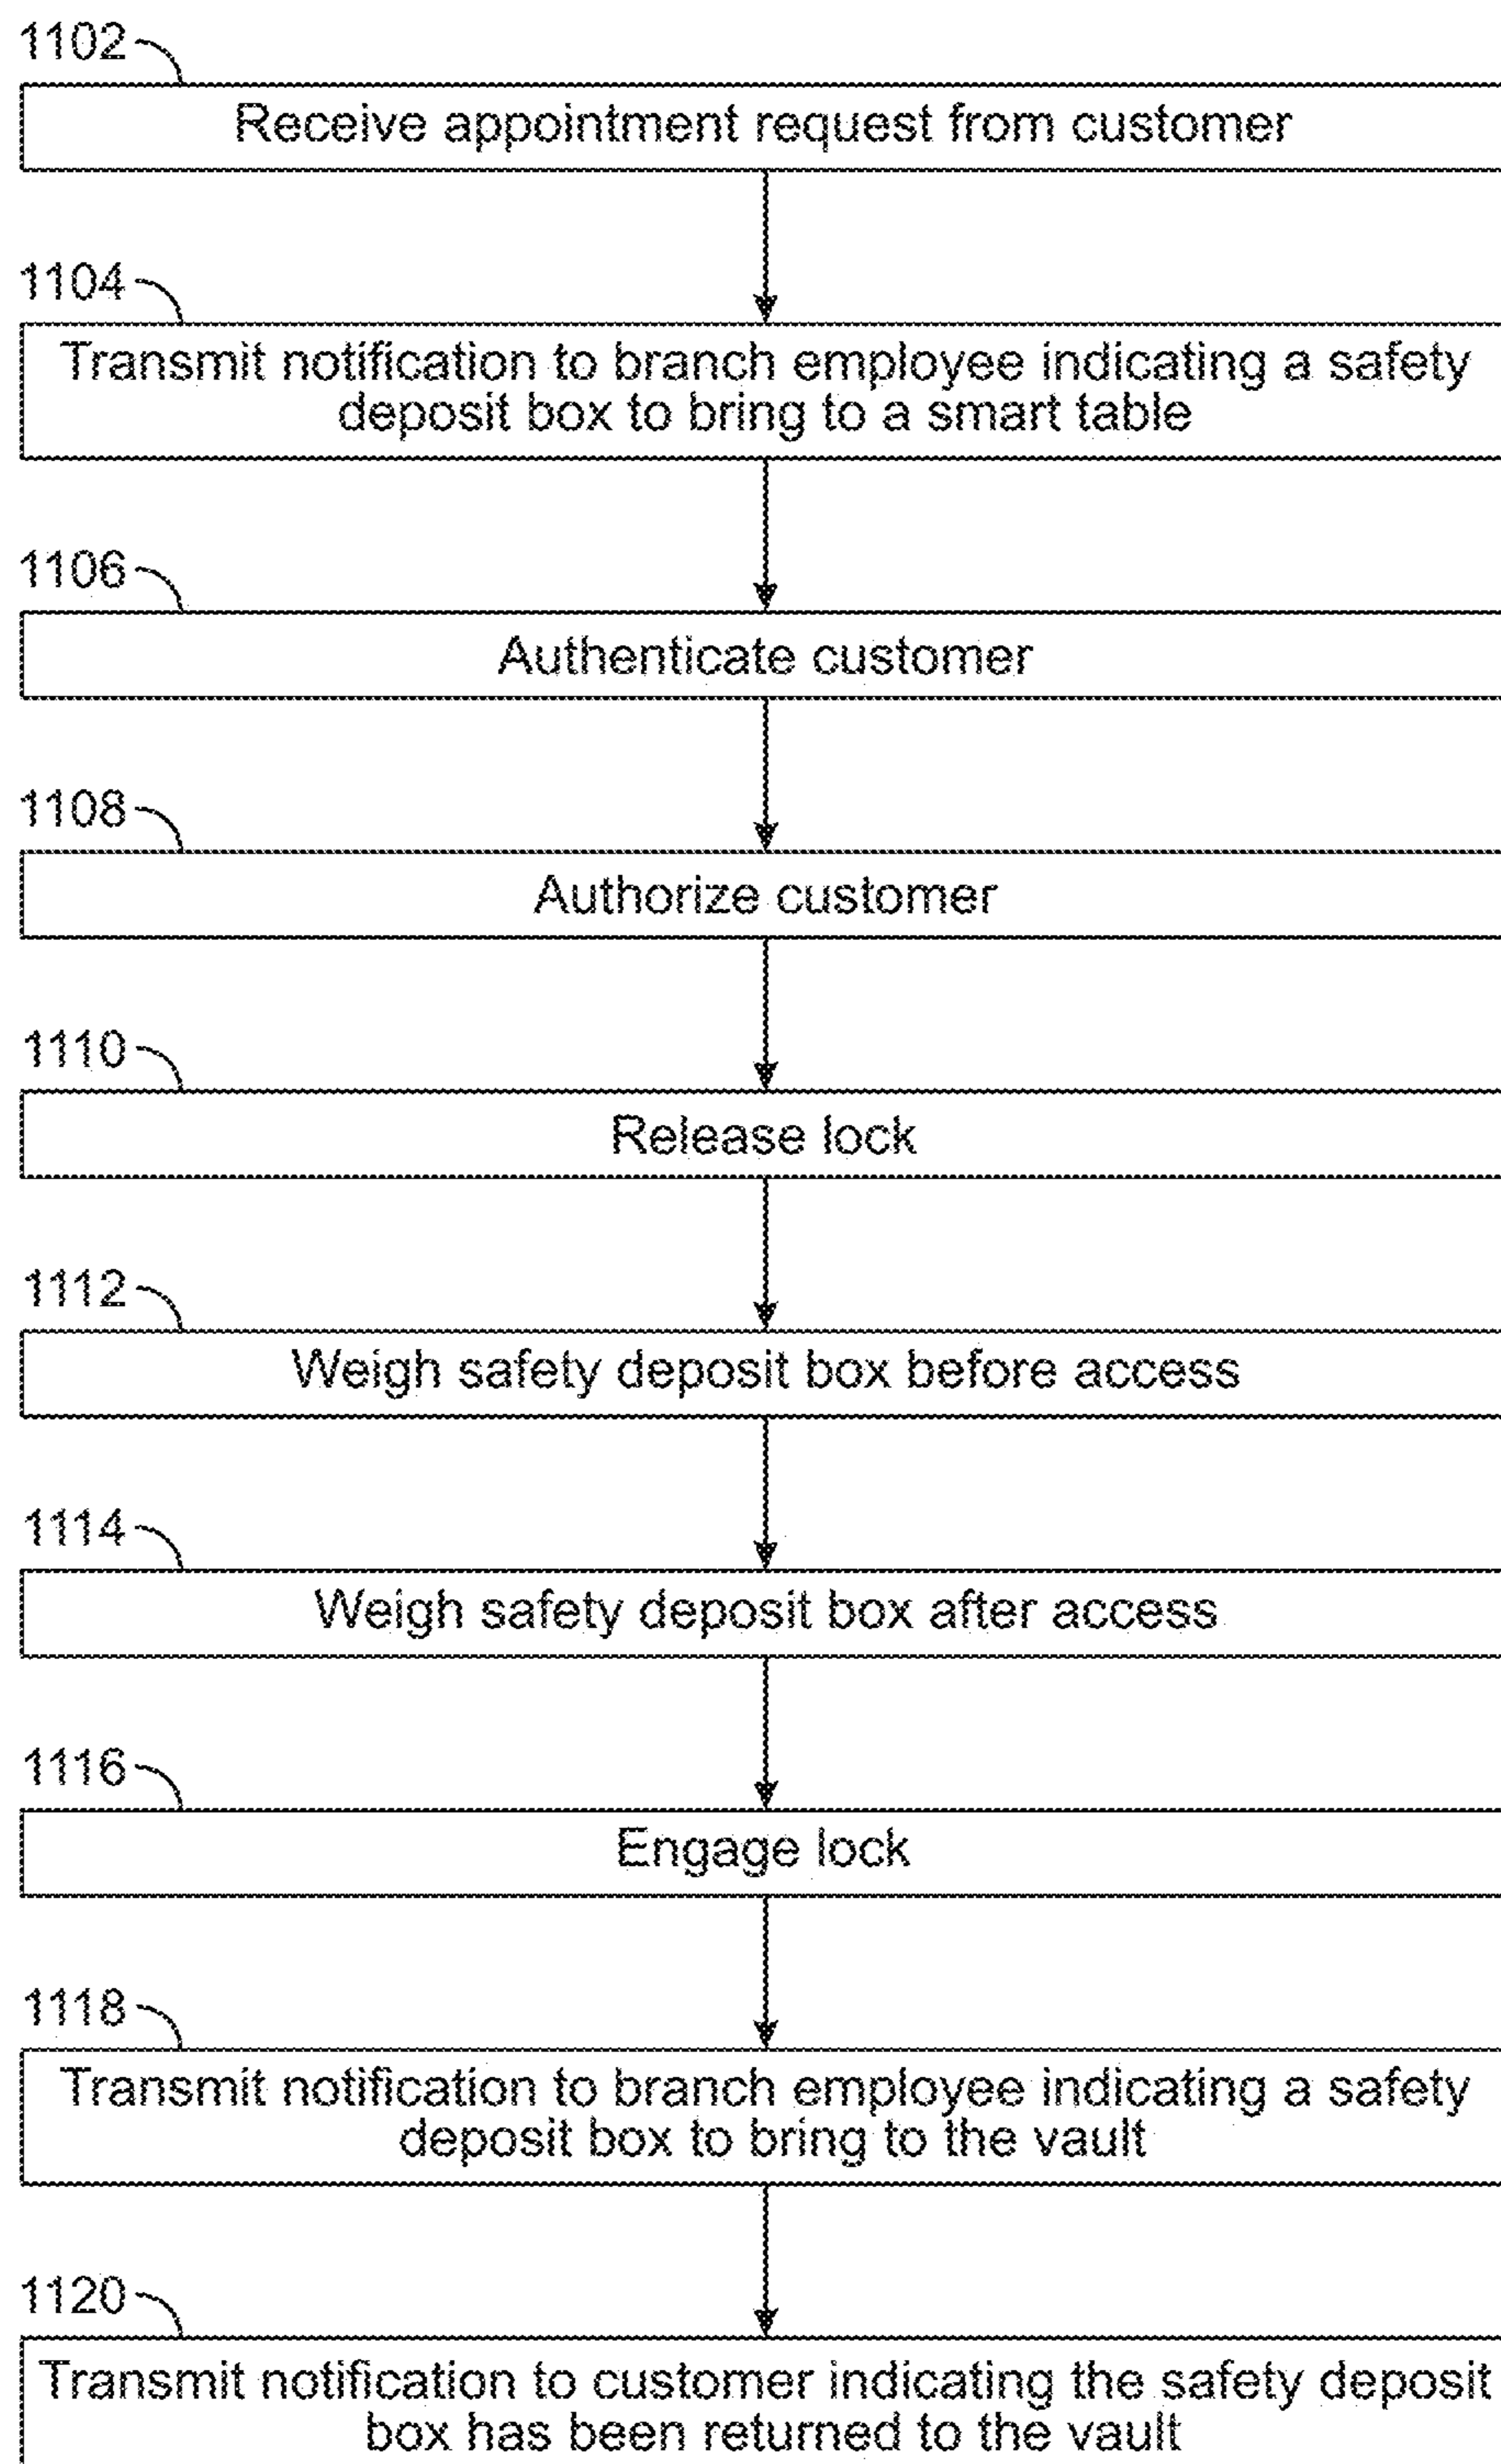 1102
Receive appointment request from customer
1104
Transmit notification to branch employee indicating a safety
deposit box to bring to a smart table
1106
Authenticate customer
1108
Authorize customer
1110
Release lock
1112
Weigh safety deposit box before access
1114
Weigh safety deposit box after access
1116
Engage lock
1118
Transmit notification to branch employee indicating a safety
deposit box to bring to the vault
1120
Transmit notification to customer indicating the safety deposit
box has been returned to the vault